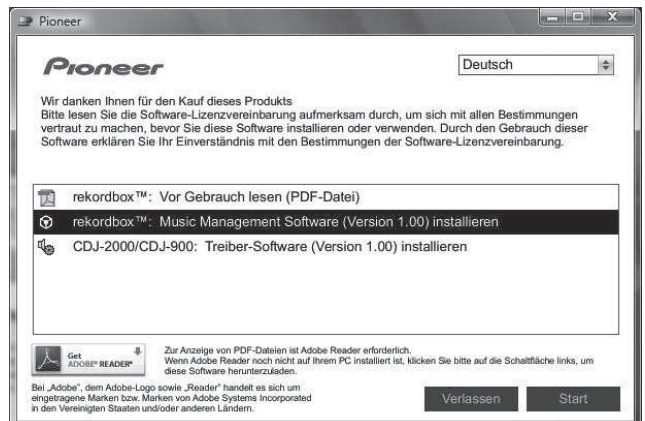 Pioneer
Pioneer
Deutsch
Wir danken Ihnen für den Kauf dieses Produkts
Bitte lesen Sie die Software-Lizenzvereinbarung aufmerksam durch, um sich mit allen Bestimmungen
vertraut zu machen, bevor Sie diese Software installieren oder verwenden. Durch den Gebrauch dieser
Software erklären Sie Ihr Einverständnis mit den Bestimmungen der Software-Lizenzvereinbarung.
rekordbox™: Vor Gebrauch lesen (PDF-Datei)
rekordbox™: Music Management Software (Version 1.00) installieren
CDJ-2000/CDJ-900: Treiber-Software (Version 1.00) installieren
Get
ADOBE® READER®
Zur Anzeige von PDF-Dateien ist Adobe Reader erforderlich.
Wenn Adobe Reader noch nicht auf Ihrem PC installiert ist, klicken Sie bitte auf die Schaltfläche links, um
diese Software herunterzuladen.
Bei „Adobe", dem Adobe-Logo sowie „Reader" handelt es sich um
eingetragene Marken bzw. Marken von Adobe Systems Incorporated
in den Vereinigten Staaten und/oder anderen Ländern.
Verlassen
Start